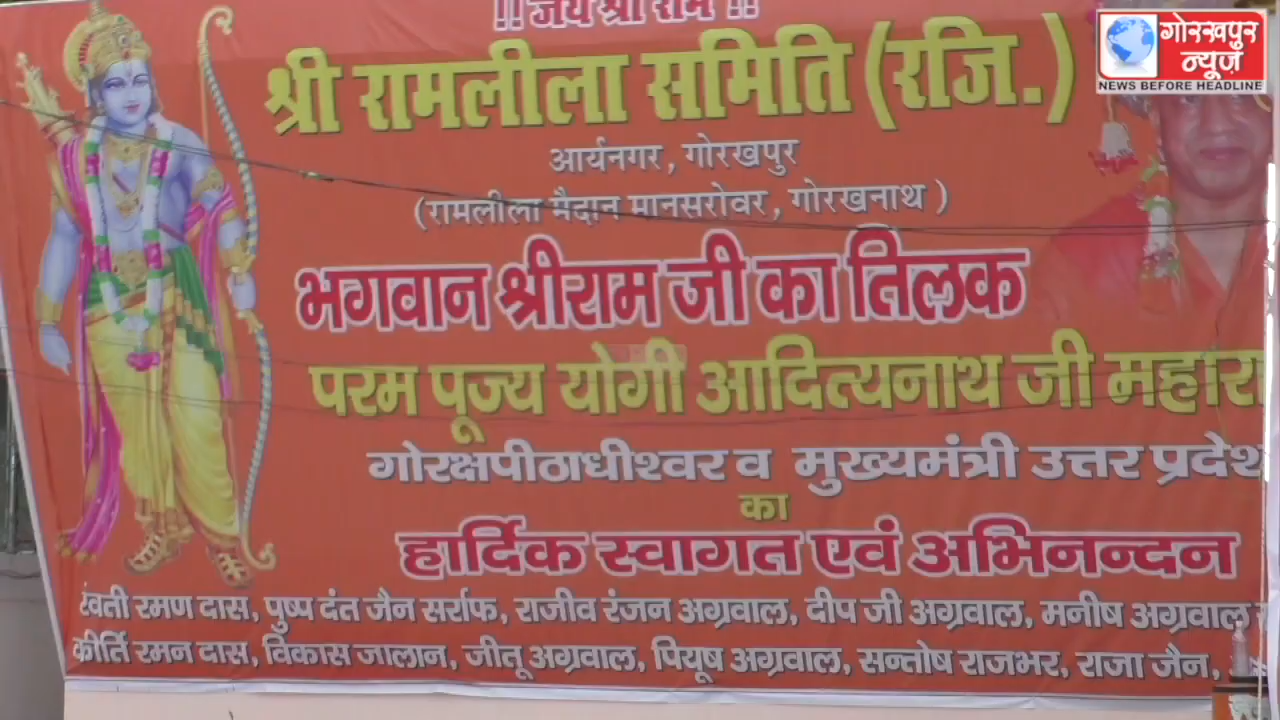 !! जय श्री राम !!
गोरखपुर
न्यूज़
NEWS BEFORE HEADLINE
श्री रामलीला समिति (रजि.)
आर्यनगर, गोरखपुर
(रामलीला मैदान मानसरोवर, गोरखनाथ)
भगवान श्रीराम जी का तिलक
परम पूज्य योगी आदित्यनाथ जी महारा
गोरक्षपीठाधीश्वर व मुख्यमंत्री उत्तर प्रदेश
का
हार्दिक स्वागत एवं अभिनन्दन
रेवती रमण दास, पुष्प दंत जैन सर्राफ, राजीव रंजन अग्रवाल, दीप जी अग्रवाल, मनीष अग्रवाल
कीर्ति रमन दास, विकास जालान, जीतू अग्रवाल, पियूष अग्रवाल, सन्तोष राजभर, राजा जैन,